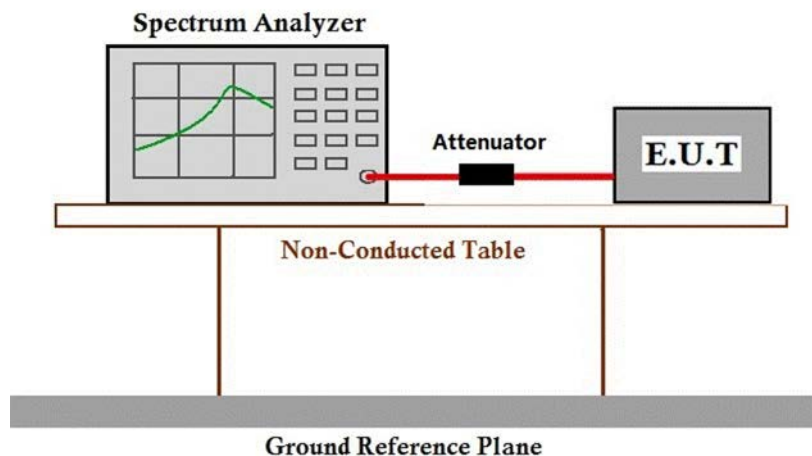 Spectrum Analyzer
Attenuator
E.U.T
Non-Conducted Table
Ground Reference Plane